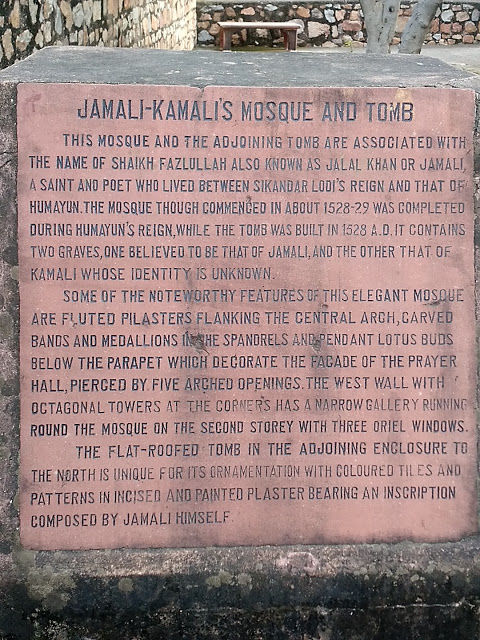 JAMALI-KAMALI'S MOSQUE AND TOMB
THIS MOSQUE AND THE ADJOINING TOMB ARE ASSOCIATED WITH
THE NAME OF SHAIKH FAZLULLAH ALSO KNOWN AS JALAL KHAN OR JAMALI,
A SAINT AND POET WHO LIVED BETWEEN SIKANDAR LODI'S REIGN AND THAT OF
HUMAYUN. THE MOSQUE THOUGH COMMENCED IN ABOUT 1528-29 WAS COMPLETED
DURING HUMAYUN'S REIGN, WHILE THE TOMB WAS BUILT IN 1528 A.D. IT CONTAINS
TWO GRAVES, ONE BELIEVED TO BE THAT OF JAMALI, AND THE OTHER THAT OF
KAMALI WHOSE IDENTITY IS UNKNOWN.
SOME OF THE NOTEWORTHY FEATURES OF THIS ELEGANT MOSQUE
ARE FLUTED PILASTERS FLANKING THE CENTRAL ARCH, CARVED
BANDS AND MEDALLIONS IN THE SPANDRELS AND PENDANT LOTUS BUDS
BELOW THE PARAPET WHICH DECORATE THE FACADE OF THE PRAYER
HALL, PIERCED BY FIVE ARCHED OPENINGS. THE WEST WALL WITH
OCTAGONAL TOWERS AT THE CORNERS HAS A NARROW GALLERY RUNNING
ROUND THE MOSQUE ON THE SECOND STOREY WITH THREE ORIEL WINDOWS.
THE FLAT-ROOFED TOMB IN THE ADJOINING ENCLOSURE TO
THE NORTH IS UNIQUE FOR ITS ORNAMENTATION WITH COLOURED TILES AND
PATTERNS IN INCISED AND PAINTED PLASTER BEARING AN INSCRIPTION
COMPOSED BY JAMALI HIMSELF.